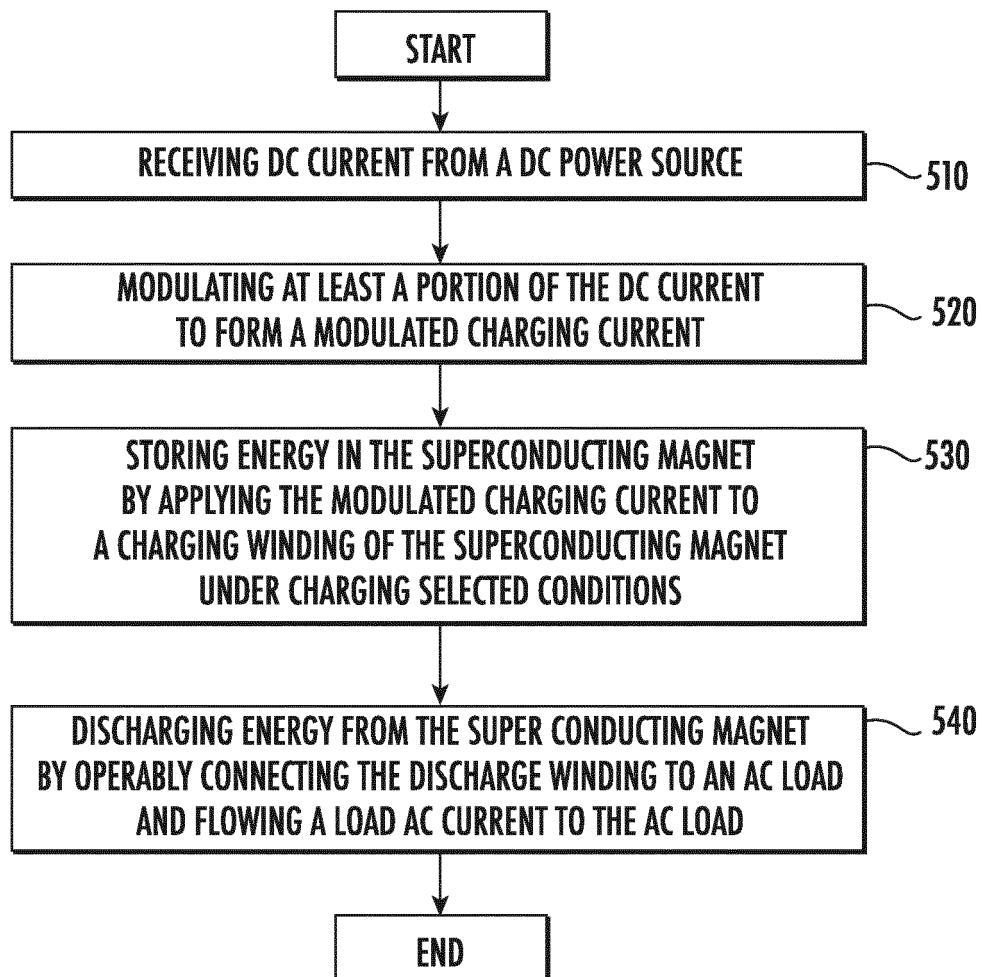 START
RECEIVING DC CURRENT FROM A DC POWER SOURCE
510
MODULATING AT LEAST A PORTION OF THE DC CURRENT
TO FORM A MODULATED CHARGING CURRENT
520
STORING ENERGY IN THE SUPERCONDUCTING MAGNET
BY APPLYING THE MODULATED CHARGING CURRENT TO
A CHARGING WINDING OF THE SUPERCONDUCTING MAGNET
UNDER CHARGING SELECTED CONDITIONS
530
DISCHARGING ENERGY FROM THE SUPER CONDUCTING MAGNET
BY OPERABLY CONNECTING THE DISCHARGE WINDING TO AN AC LOAD
AND FLOWING A LOAD AC CURRENT TO THE AC LOAD
540
END